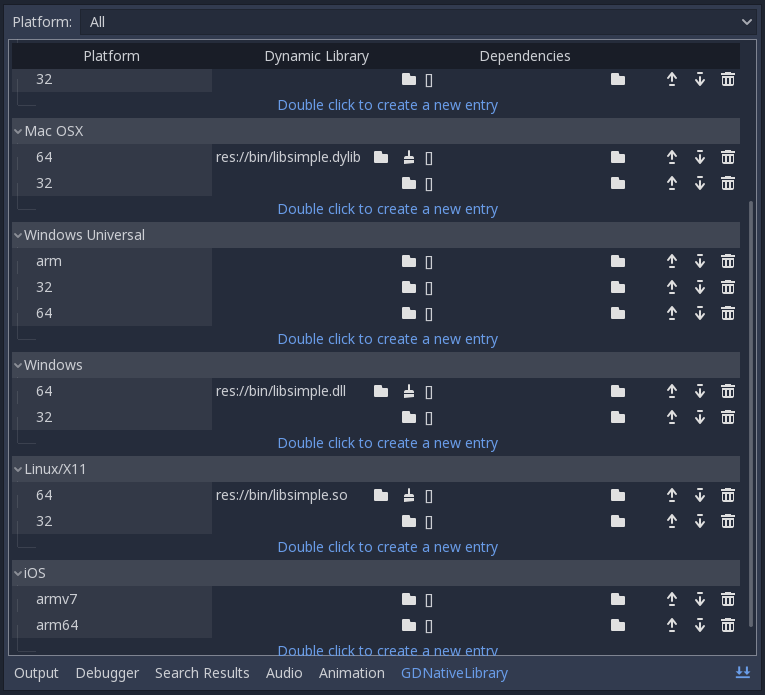 Platform: All
Platform Dynamic Library Dependencies
32 []
Double click to create a new entry
Mac OSX
64 res://bin/libsimple.dylib []
32 []
Double click to create a new entry
Windows Universal
arm []
32 []
64 []
Double click to create a new entry
Windows
64 res://bin/libsimple.dll []
32 []
Double click to create a new entry
Linux/X11
64 res://bin/libsimple.so []
32 []
Double click to create a new entry
iOS
armv7 []
arm64 []
Double click to create a new entry
Output Debugger Search Results Audio Animation GDNativeLibrary